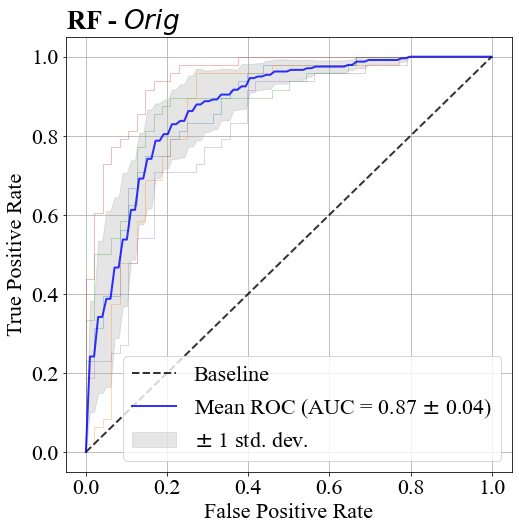 RF - Orig
True Positive Rate
1.0
0.8
0.6
0.4
0.2
0.0
Baseline
Mean ROC (AUC = 0.87 ± 0.04)
± 1 std. dev.
0.0 0.2 0.4 0.6 0.8 1.0
False Positive Rate